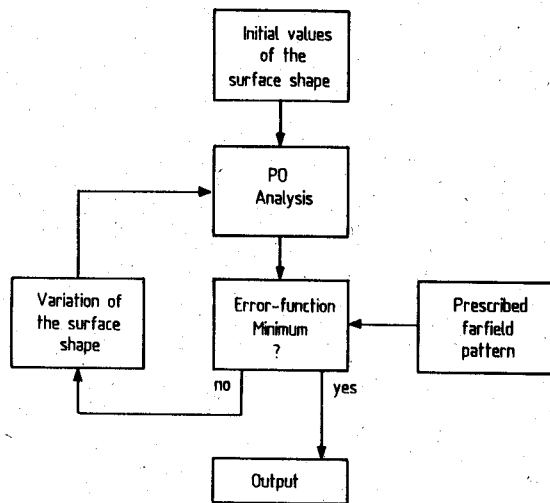 Initial values
of the
surface shape
PO
Analysis
Variation of
the surface
shape
Error-function
Minimum
?
Prescribed
farfield
pattern
no
yes
Output